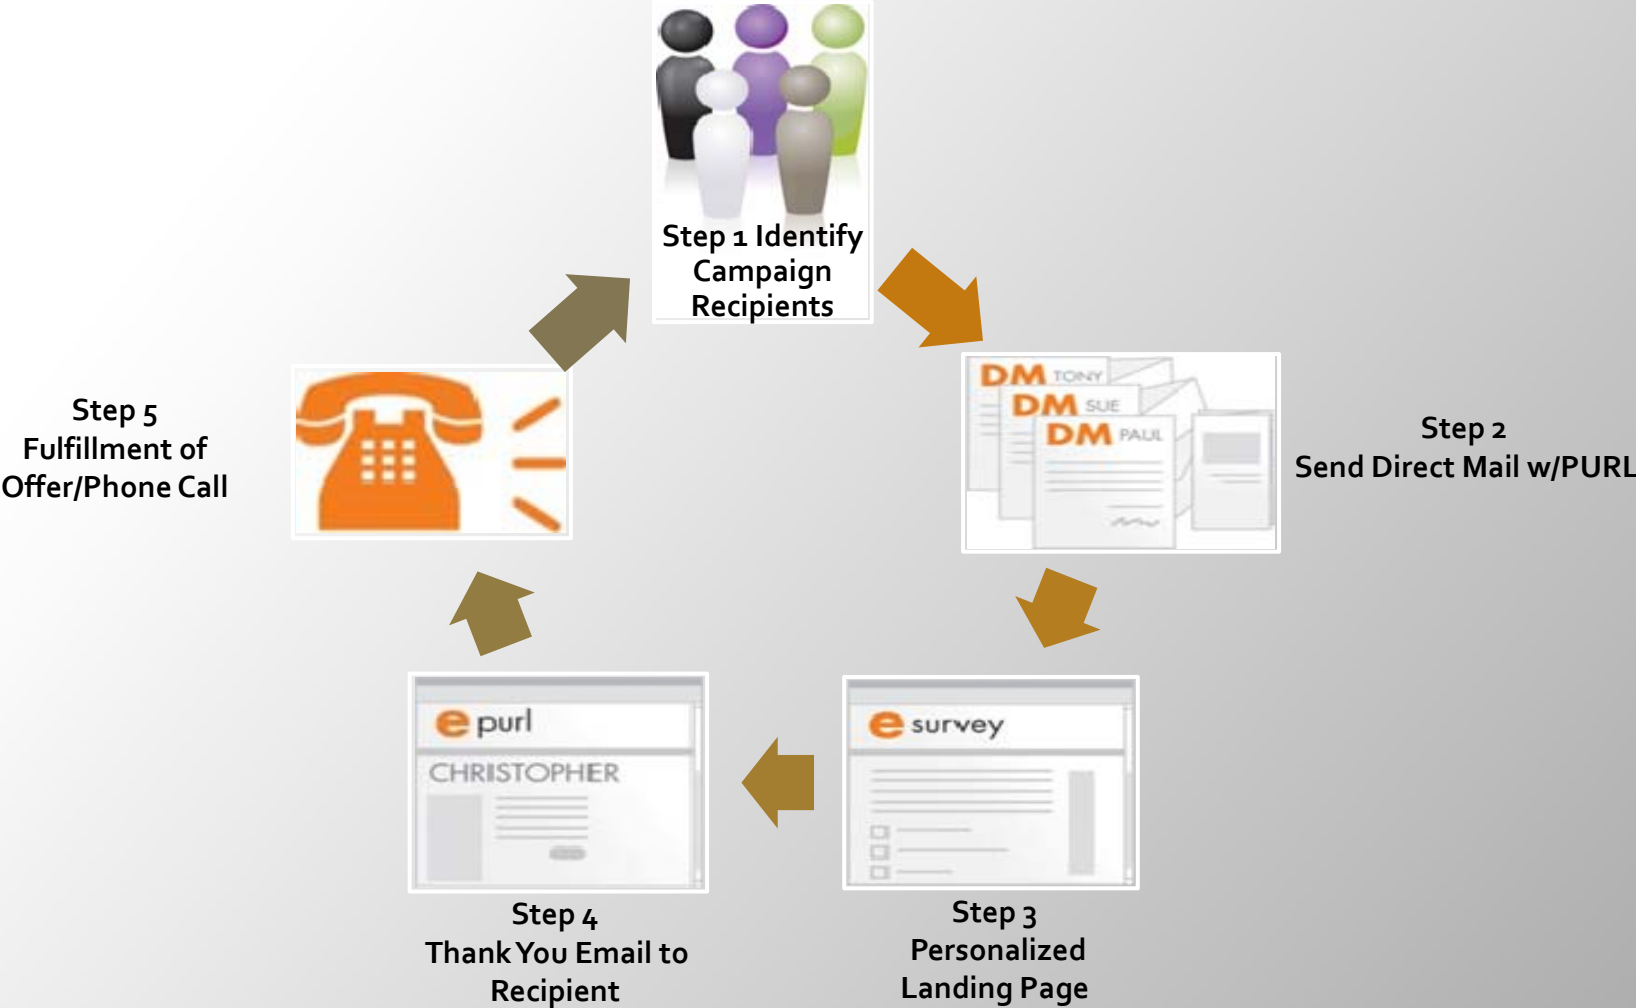 Step 1 Identify
Campaign
Recipients
DM TONY
DM SUE
DM PAUL
Step 2
Send Direct Mail w/PURL
e survey
Step 3
Personalized
Landing Page
e purl
CHRISTOPHER
Step 4
Thank You Email to
Recipient
Step 5
Fulfillment of
Offer/Phone Call